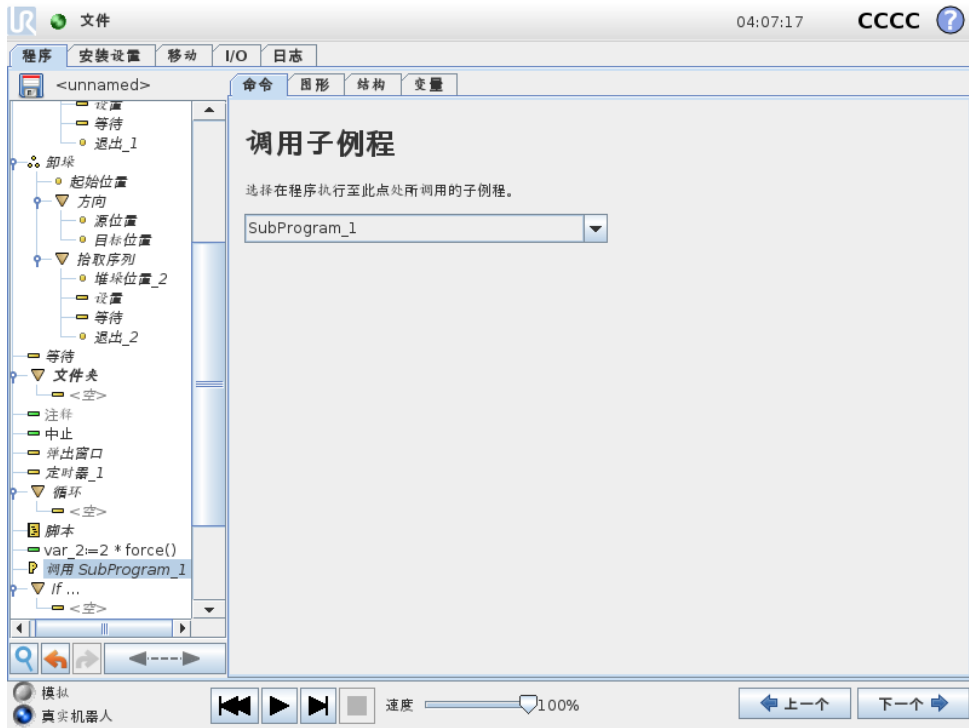 文件
04:07:17
CCCC
?
程序 安装设置 移动 I/O 日志
<unnamed>
命令 图形 结构 变量
设置
等待
退出_1
卸垛
起始位置
方向
源位置
目标位置
拾取序列
堆垛位置_2
设置
等待
退出_2
等待
文件夹
<空>
注释
中止
弹出窗口
定时器_1
循环
<空>
脚本
var_2:=2 * force()
调用 SubProgram_1
If ...
<空>
调用子例程
选择在程序执行至此点处所调用的子例程。
SubProgram_1
模拟
真实机器人
速度
100%
上一个
下一个